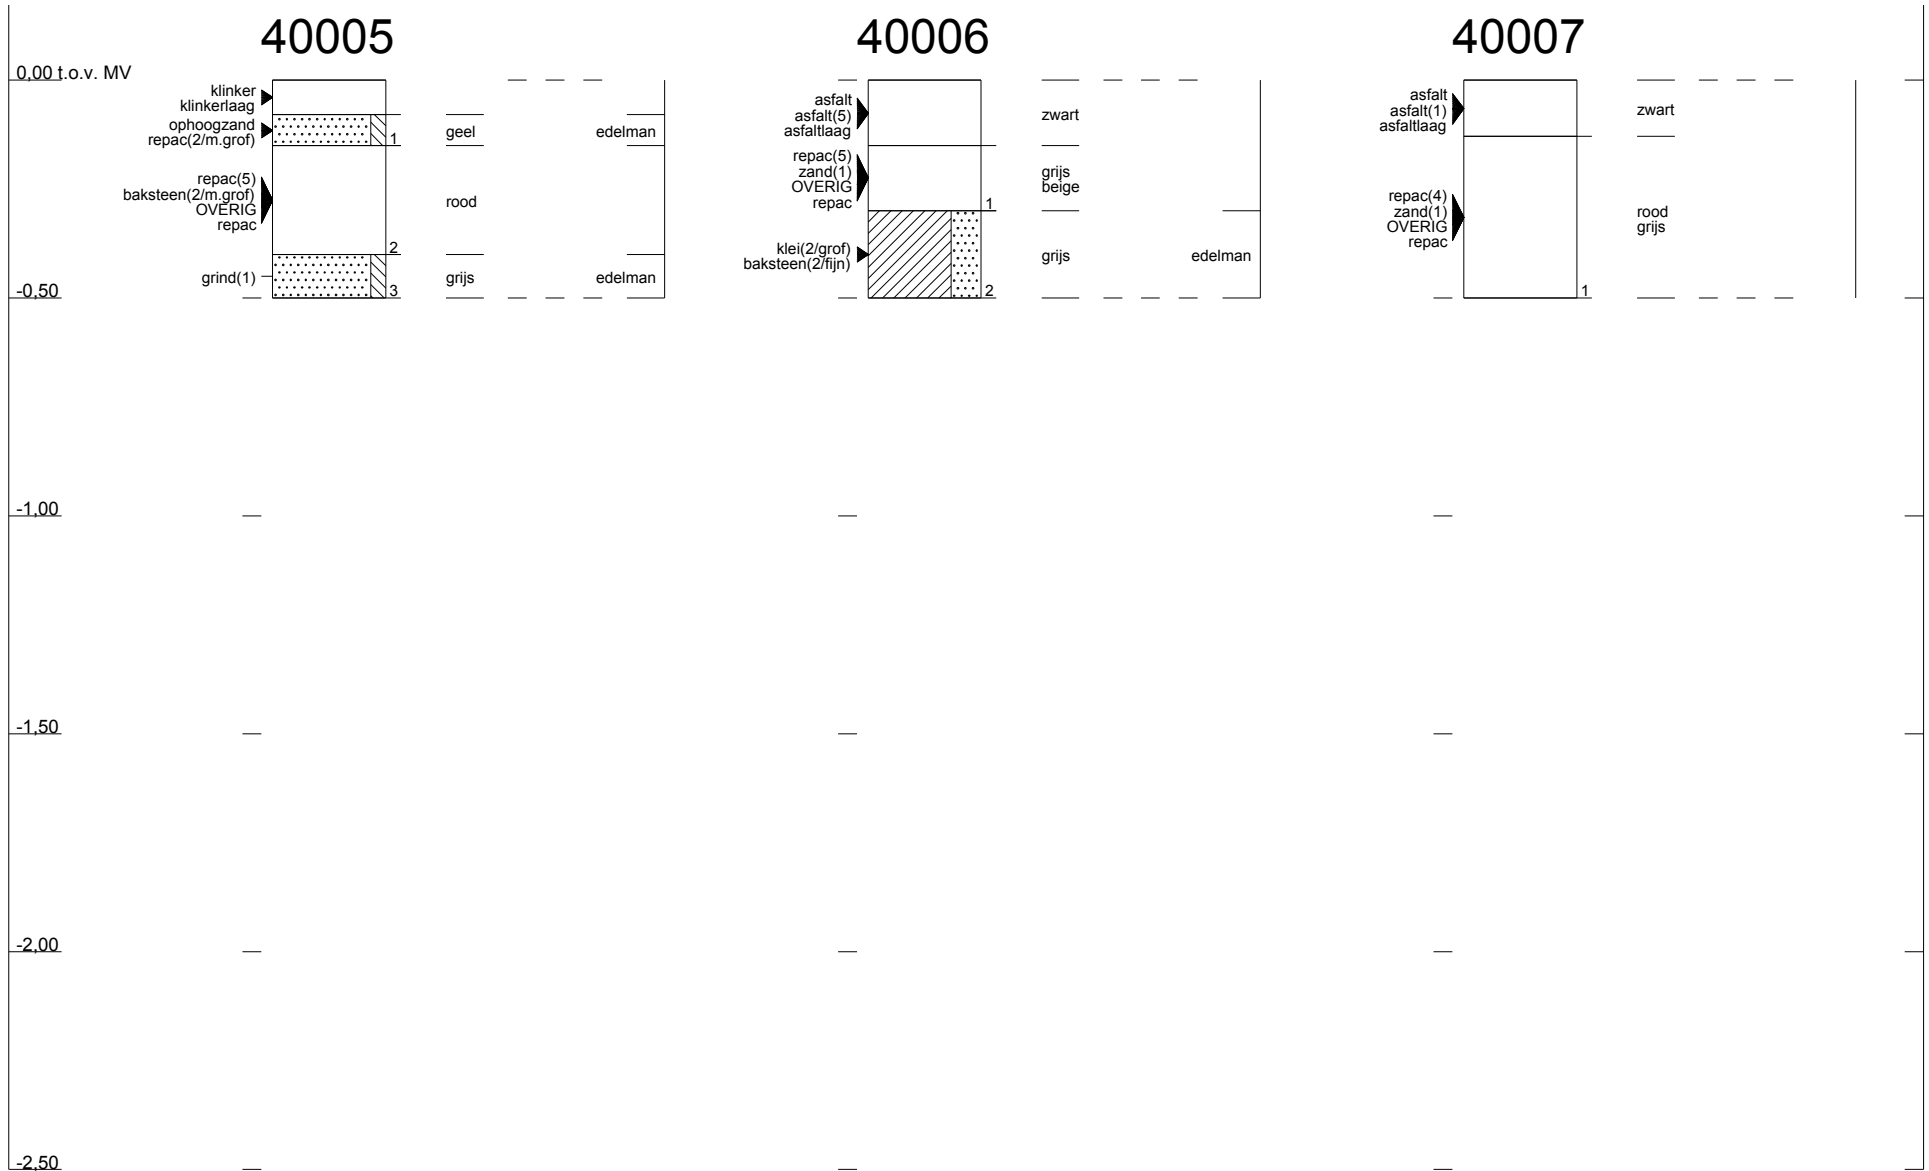 40005
40006
40007
0,00 t.o.v. MV
klinker
klinkerlaag
ophoogzand
repac(2/m.grof)
1
geel
edelman
repac(5)
baksteen(2/m.grof)
OVERIG
repac
rood
2
grind(1)
3
grijs
edelman
asfalt
asfalt(5)
asfaltlaag
zwart
repac(5)
zand(1)
OVERIG
repac
grijs
beige
1
klei(2/grof)
baksteen(2/fijn)
grijs
edelman
2
asfalt
asfalt(1)
asfaltlaag
zwart
repac(4)
zand(1)
OVERIG
repac
rood
grijs
1
-0,50
-1,00
-1,50
-2,00
-2,50